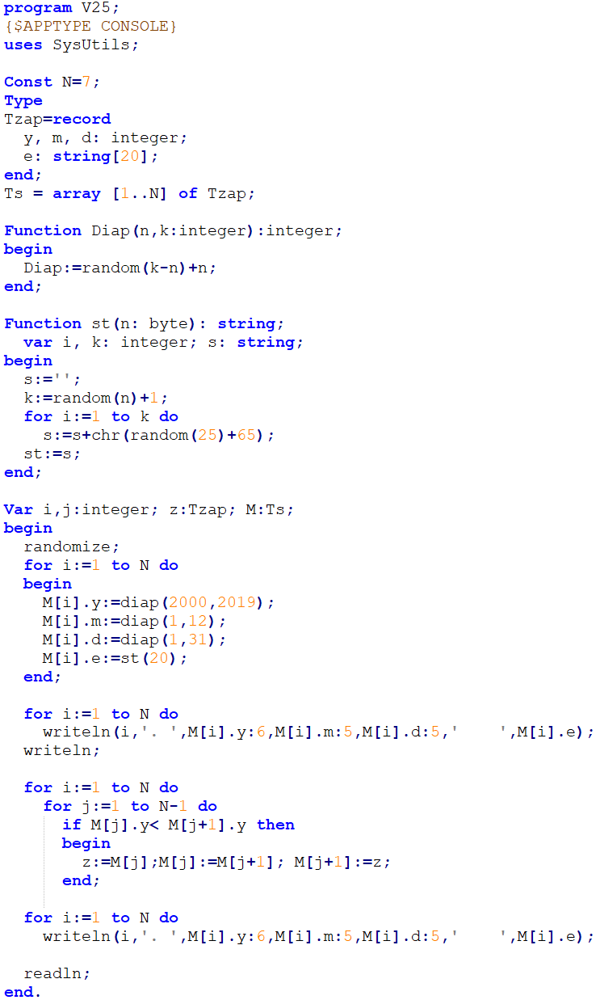 program V25;
{$APPTYPE CONSOLE}
uses SysUtils;

Const N=7;
Type
Tzap=record
  y, m, d: integer;
  e: string[20];
end;
Ts = array [1..N] of Tzap;

Function Diap(n,k:integer):integer;
begin
  Diap:=random(k-n)+n;
end;

Function st(n: byte): string;
  var i, k: integer; s: string;
begin
  s:='';
  k:=random(n)+1;
  for i:=1 to k do
    s:=s+chr(random(25)+65);
  st:=s;
end;

Var i,j:integer; z:Tzap; M:Ts;
begin
  randomize;
  for i:=1 to N do
  begin
    M[i].y:=diap(2000,2019);
    M[i].m:=diap(1,12);
    M[i].d:=diap(1,31);
    M[i].e:=st(20);
  end;

  for i:=1 to N do
    writeln(i,'. ',M[i].y:6,M[i].m:5,M[i].d:5,'    ',M[i].e);
  writeln;

  for i:=1 to N do
    for j:=1 to N-1 do
      if M[j].y< M[j+1].y then
      begin
        z:=M[j];M[j]:=M[j+1]; M[j+1]:=z;
      end;

  for i:=1 to N do
    writeln(i,'. ',M[i].y:6,M[i].m:5,M[i].d:5,'    ',M[i].e);

  readln;
end.